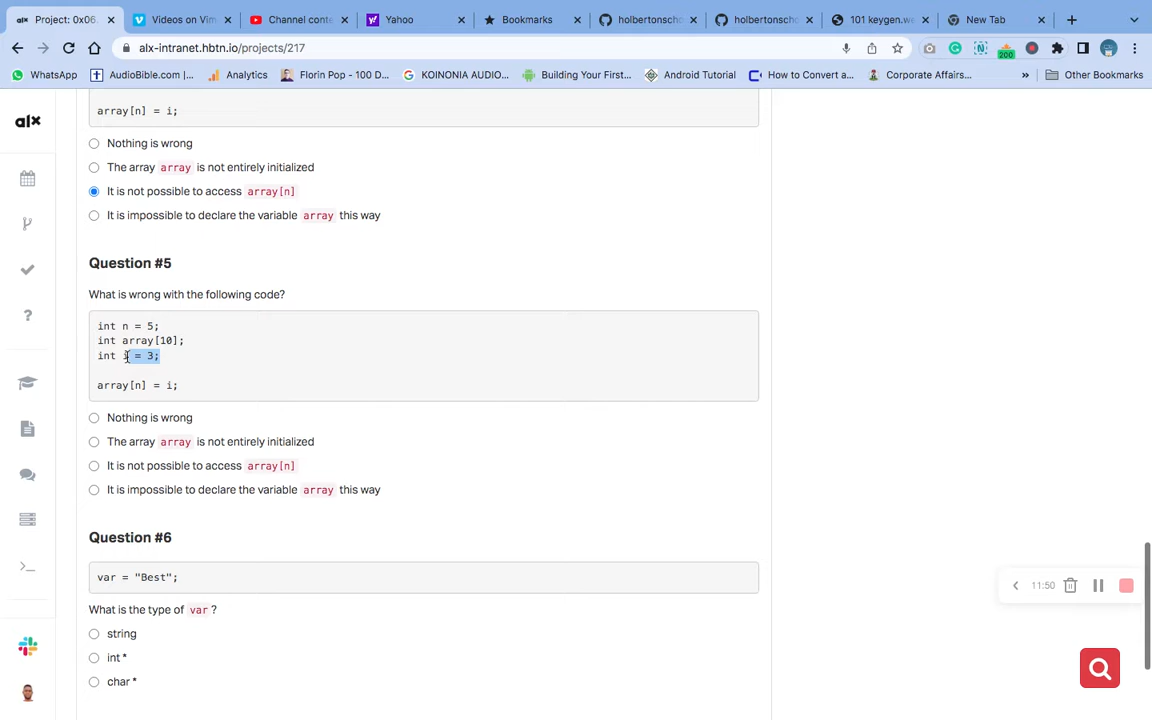 Project: 0x06.
Videos on Vim
Channel conte
Yahoo
Bookmarks
holbertonscho
holbertonscho
101 keygen.we
New Tab
alx-intranet.hbtn.io/projects/217
200
WhatsApp
AudioBible.com |...
Analytics
Florin Pop - 100 D...
KOINONIA AUDIO...
Building Your First...
Android Tutorial
How to Convert a...
Corporate Affairs...
»
Other Bookmarks
alx
array[n] = i;
Nothing is wrong
The array array is not entirely initialized
It is not possible to access array[n]
It is impossible to declare the variable array this way
Question #5
What is wrong with the following code?
int n = 5;
int array[10];
int i = 3;
array[n] = i;
Nothing is wrong
The array array is not entirely initialized
It is not possible to access array[n]
It is impossible to declare the variable array this way
Question #6
var = "Best";
11:50
What is the type of var ?
string
int *
char *